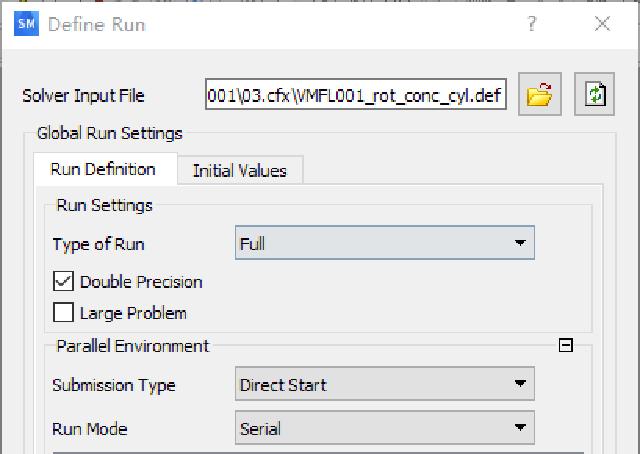 SM Define Run ?
Solver Input File 001\03.cfx\VMFL001_rot_conc_cyl.def
Global Run Settings
Run Definition Initial Values
Run Settings
Type of Run Full
Double Precision
Large Problem
Parallel Environment
Submission Type Direct Start
Run Mode Serial